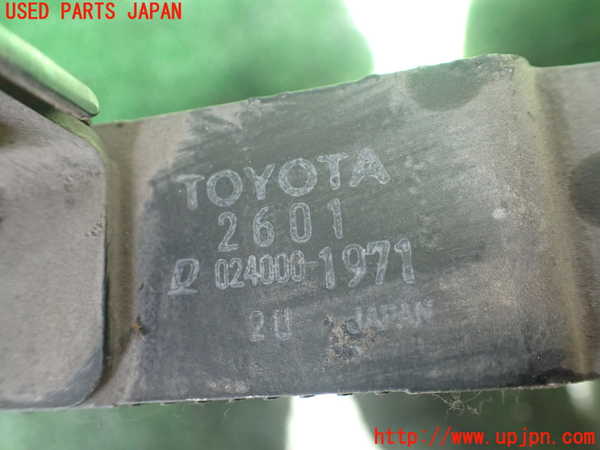 USED PARTS JAPAN
TOYOTA
2601
D 024000-1971
2U JAPAN
http://www.upjpn.com/